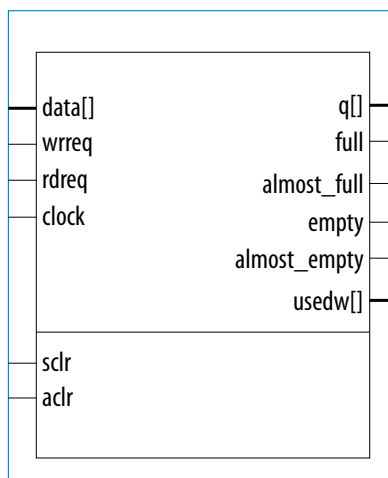 data[]
wrreq
rdreq
clock
q[]
full
almost_full
empty
almost_empty
usedw[]
sclr
aclr